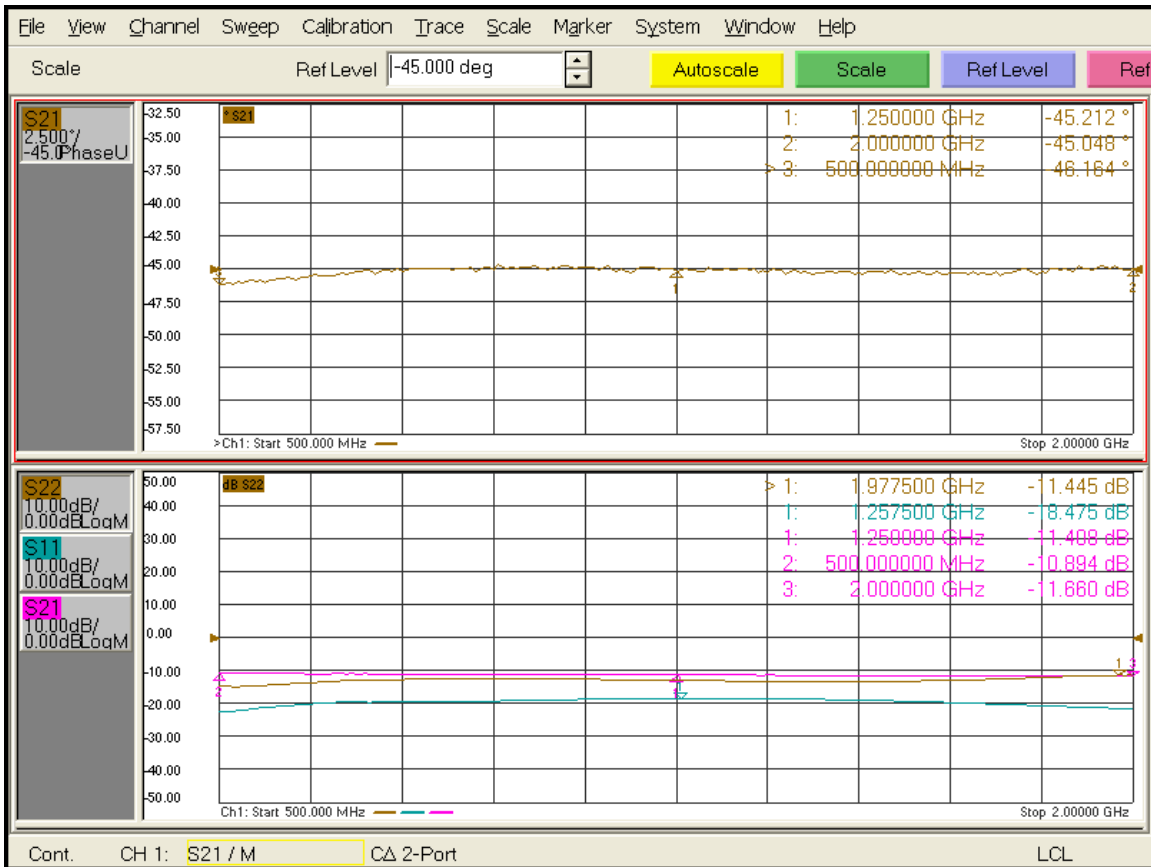 File View Channel Sweep Calibration Trace Scale Marker System Window Help
Scale Ref Level -45.000 deg Autoscale Scale Ref Level Ref
S21
2.500°/
-45.0PhaseU
-32.50
-35.00
-37.50
-40.00
-42.50
-45.00
-47.50
-50.00
-52.50
-55.00
-57.50
° S21
1: 1.250000 GHz -45.212 °
2: 2.000000 GHz -45.048 °
> 3: 500.000000 MHz -46.164 °
3
1
2
>Ch1: Start 500.000 MHz
Stop 2.00000 GHz
S22
10.00dB/
0.00dBLogM
S11
10.00dB/
0.00dBLogM
S21
10.00dB/
0.00dBLogM
50.00
40.00
30.00
20.00
10.00
0.00
-10.00
-20.00
-30.00
-40.00
-50.00
dB S22
> 1: 1.977500 GHz -11.445 dB
1: 1.257500 GHz -18.475 dB
1: 1.250000 GHz -11.408 dB
2: 500.000000 MHz -10.894 dB
3: 2.000000 GHz -11.660 dB
2
1
1
3
Ch1: Start 500.000 MHz
Stop 2.00000 GHz
Cont. CH 1: S21 / M CΔ 2-Port LCL